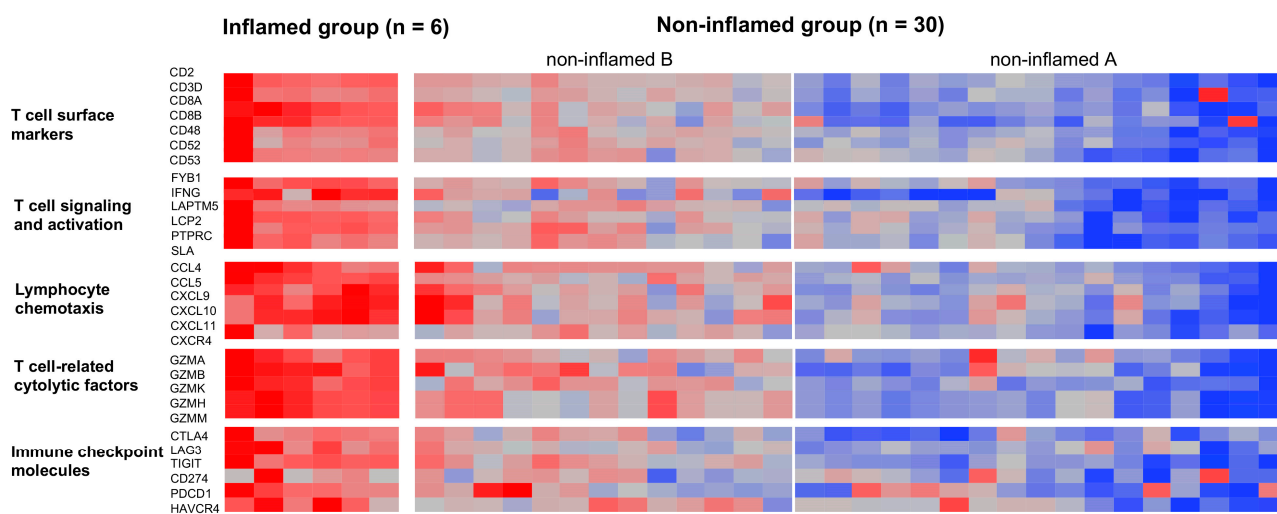 Inflamed group (n = 6)
Non-inflamed group (n = 30)
non-inflamed B
non-inflamed A
T cell surface
markers
CD2
CD3D
CD8A
CD8B
CD48
CD52
CD53
T cell signaling
and activation
FYB1
IFNG
LAPTM5
LCP2
PTPRC
SLA
Lymphocyte
chemotaxis
CCL4
CCL5
CXCL9
CXCL10
CXCL11
CXCR4
T cell-related
cytolytic factors
GZMA
GZMB
GZMK
GZMH
GZMM
Immune checkpoint
molecules
CTLA4
LAG3
TIGIT
CD274
PDCD1
HAVCR4